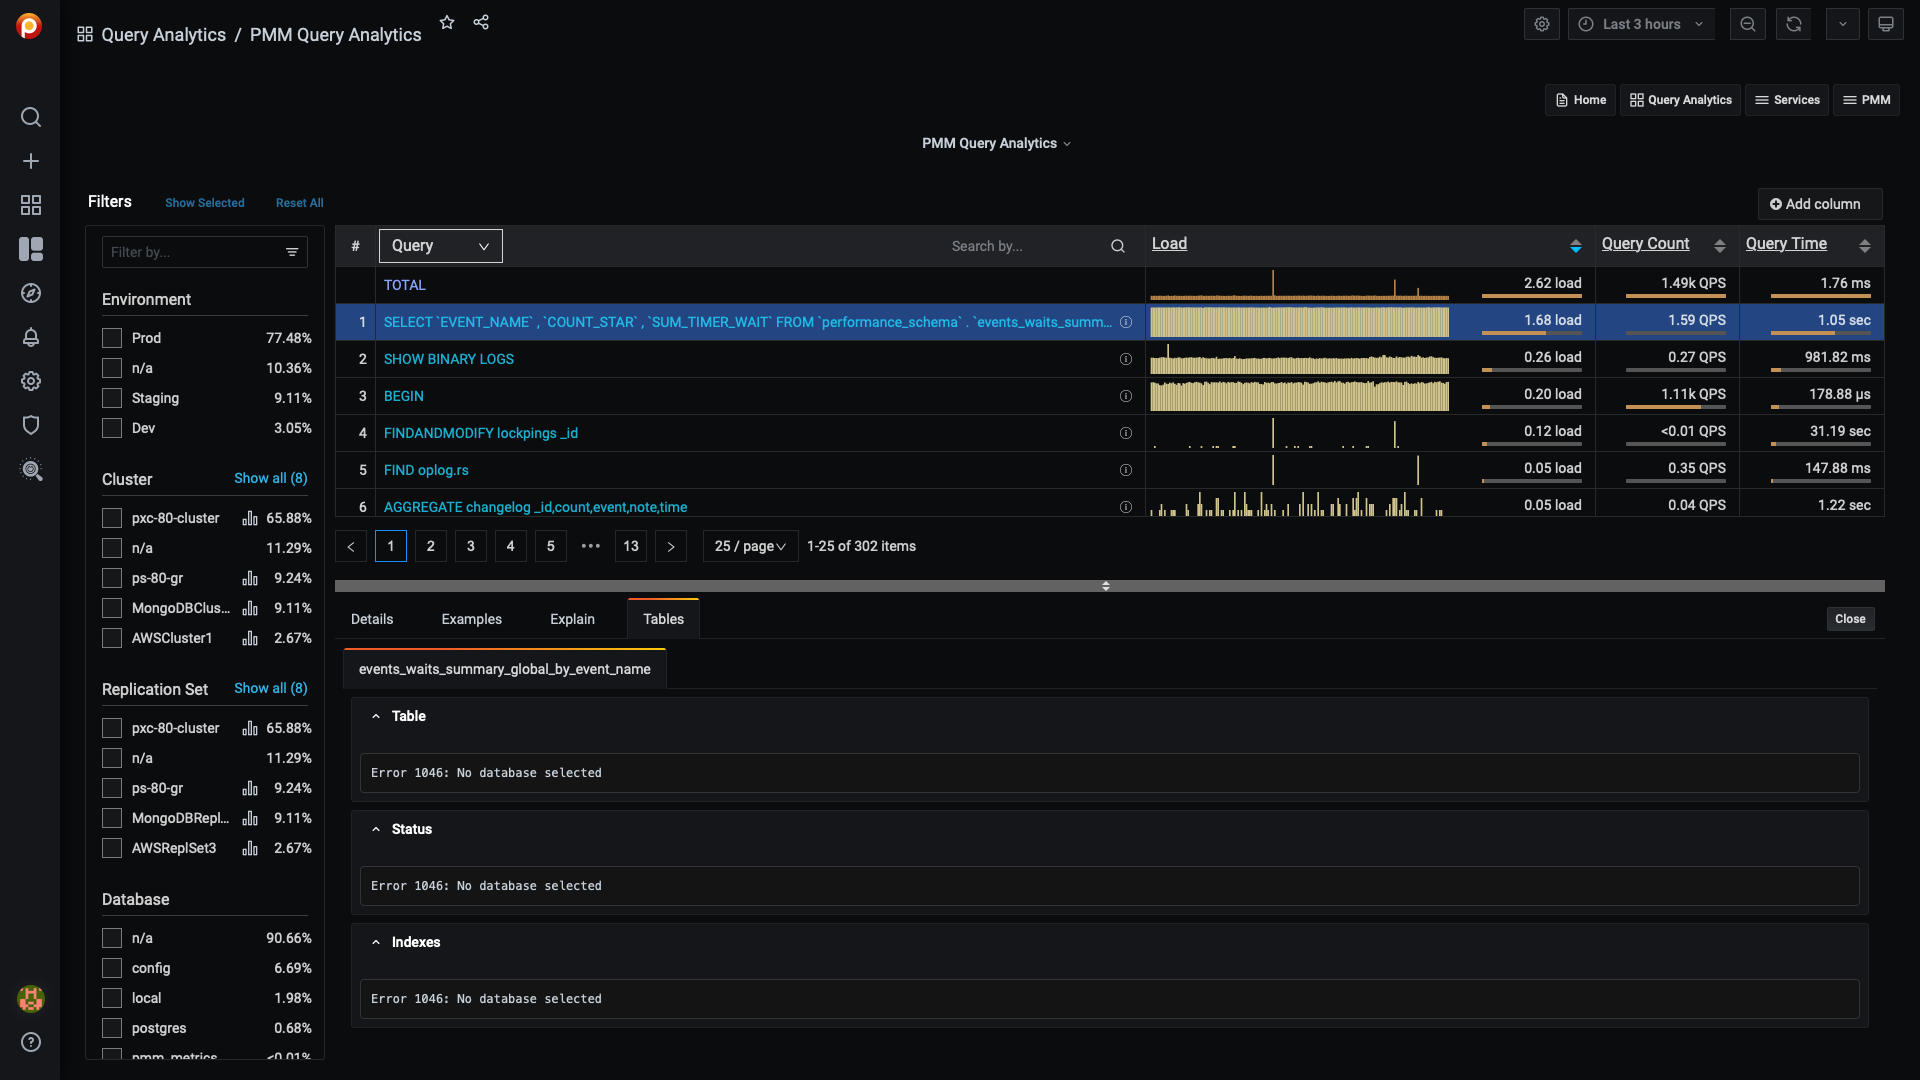 Query Analytics / PMM Query Analytics
Last 3 hours
Home
Query Analytics
Services
PMM
PMM Query Analytics
Filters
Show Selected
Reset All
Add column
Filter by...
Environment
Prod 77.48%
n/a 10.36%
Staging 9.11%
Dev 3.05%
Cluster Show all (8)
pxc-80-cluster 65.88%
n/a 11.29%
ps-80-gr 9.24%
MongoDBClus... 9.11%
AWSCluster1 2.67%
Replication Set Show all (8)
pxc-80-cluster 65.88%
n/a 11.29%
ps-80-gr 9.24%
MongoDBRepl... 9.11%
AWSReplSet3 2.67%
Database
n/a 90.66%
config 6.69%
local 1.98%
postgres 0.68%
pmm_metrics <0.01%
# Query Search by... Load Query Count Query Time
TOTAL 2.62 load 1.49k QPS 1.76 ms
1 SELECT `EVENT_NAME` , `COUNT_STAR` , `SUM_TIMER_WAIT` FROM `performance_schema` . `events_waits_summ... 1.68 load 1.59 QPS 1.05 sec
2 SHOW BINARY LOGS 0.26 load 0.27 QPS 981.82 ms
3 BEGIN 0.20 load 1.11k QPS 178.88 µs
4 FINDANDMODIFY lockpings _id 0.12 load <0.01 QPS 31.19 sec
5 FIND oplog.rs 0.05 load 0.35 QPS 147.88 ms
6 AGGREGATE changelog _id,count,event,note,time 0.05 load 0.04 QPS 1.22 sec
< 1 2 3 4 5 ••• 13 > 25 / page 1-25 of 302 items
Details
Examples
Explain
Tables
Close
events_waits_summary_global_by_event_name
Table
Error 1046: No database selected
Status
Error 1046: No database selected
Indexes
Error 1046: No database selected